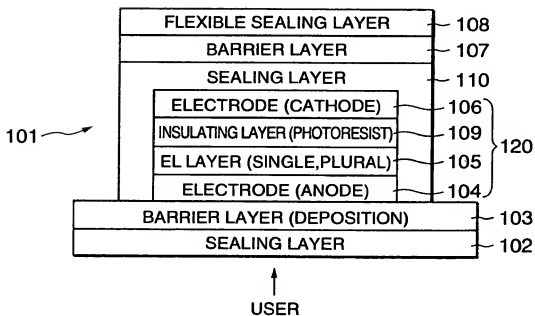 FLEXIBLE SEALING LAYER 108
BARRIER LAYER 107
SEALING LAYER 110
ELECTRODE (CATHODE) 106
INSULATING LAYER (PHOTORESIST) 109
101
120
EL LAYER (SINGLE,PLURAL) 105
ELECTRODE (ANODE) 104
BARRIER LAYER (DEPOSITION) 103
SEALING LAYER 102
USER